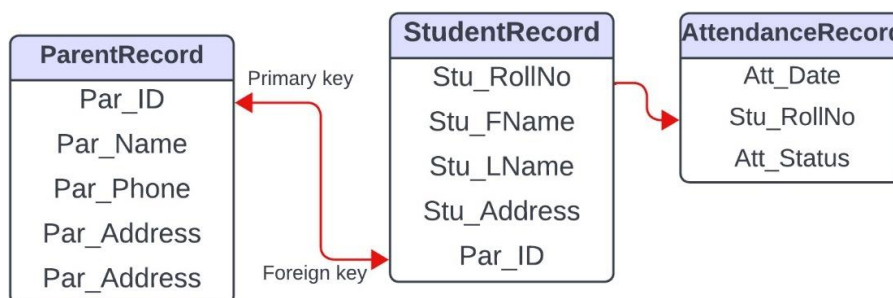 ParentRecord
Par_ID
Par_Name
Par_Phone
Par_Address
Par_Address
Primary key
Foreign key
StudentRecord
Stu_RollNo
Stu_FName
Stu_LName
Stu_Address
Par_ID
AttendanceRecord
Att_Date
Stu_RollNo
Att_Status